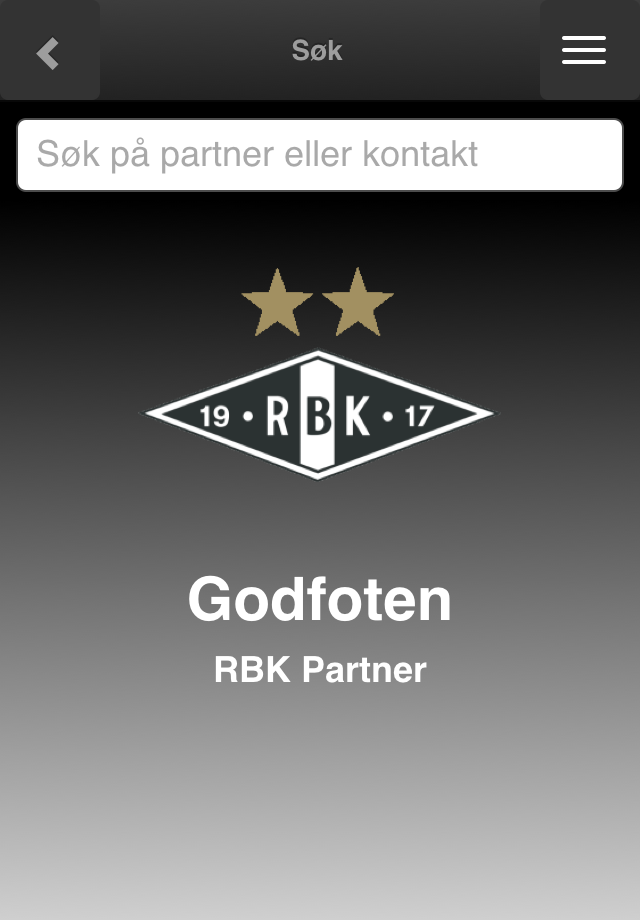 Søk
Søk på partner eller kontakt
19 • RBK • 17
Godfoten
RBK Partner